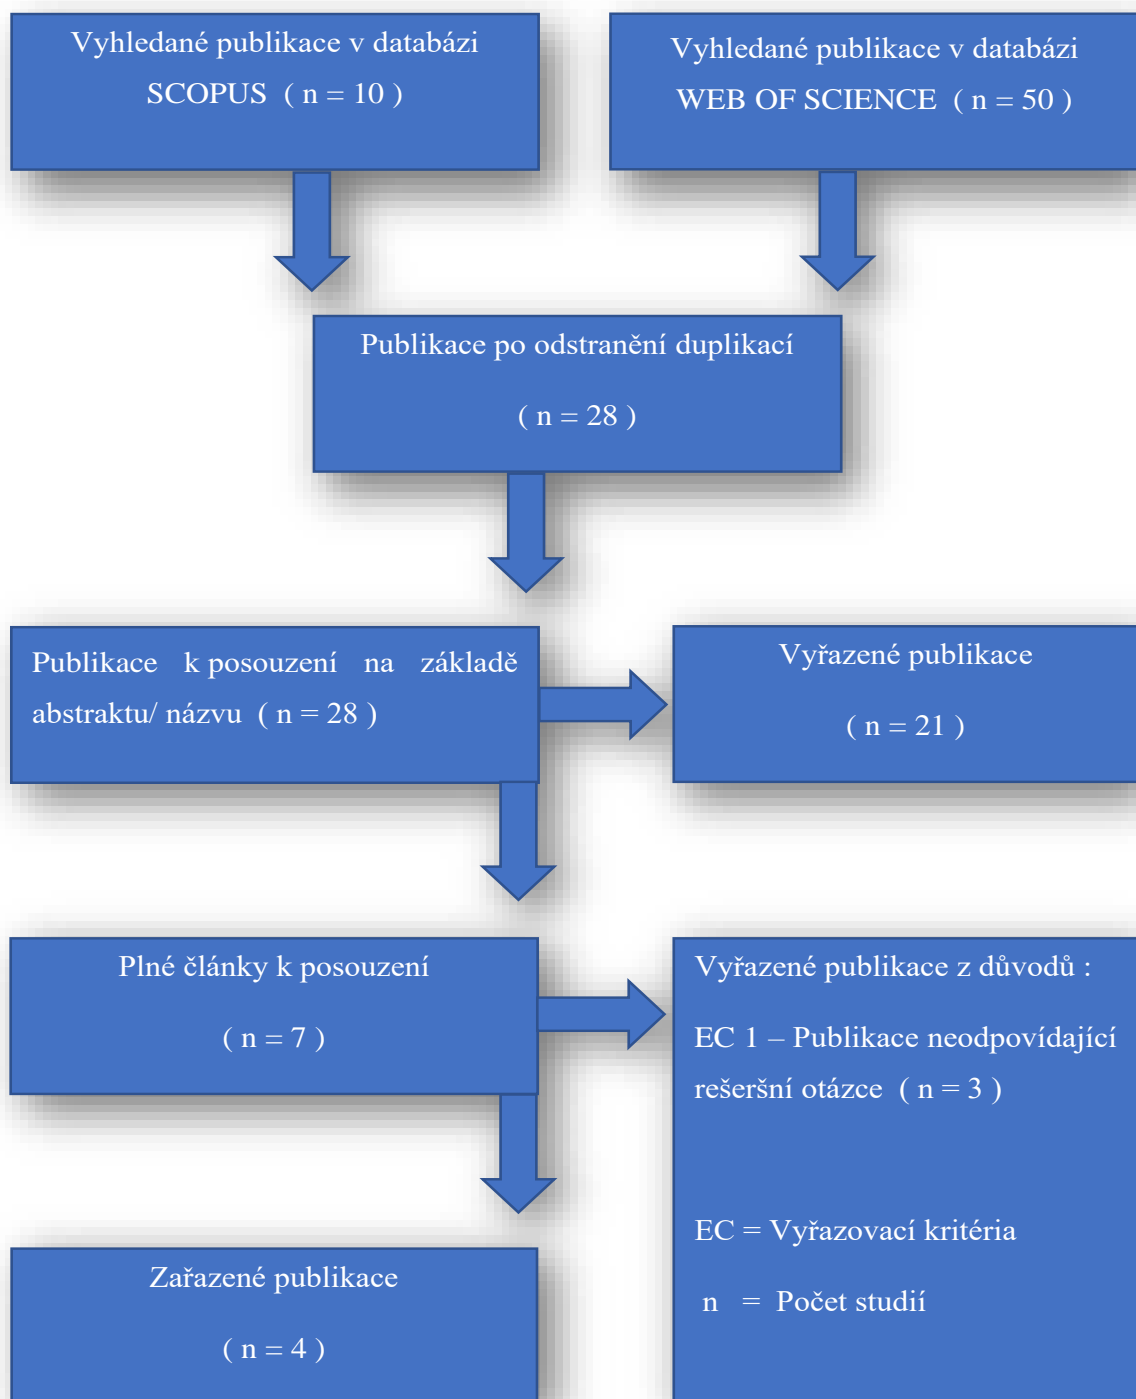 Vyhledané publikace v databázi
SCOPUS ( n = 10 )
Vyhledané publikace v databázi
WEB OF SCIENCE ( n = 50 )
Publikace po odstranění duplikací
( n = 28 )
Publikace k posouzení na základě
abstraktu/ názvu ( n = 28 )
Vyřazené publikace
( n = 21 )
Plné články k posouzení
( n = 7 )
Vyřazené publikace z důvodů :
EC 1 – Publikace neodpovídající
rešeršní otázce ( n = 3 )
EC = Vyřazovací kritéria
n = Počet studií
Zařazené publikace
( n = 4 )